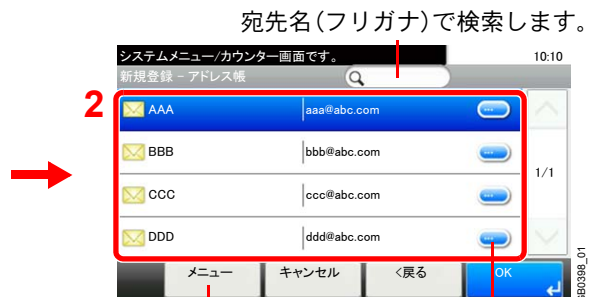 宛先名(フリガナ)で検索します。
システムメニュー/カウンター画面です。 10:10
新規登録 - アドレス帳
2
AAA aaa@abc.com ...
BBB bbb@abc.com ...
1/1
CCC ccc@abc.com ...
DDD ddd@abc.com ...
メニュー キャンセル <戻る OK